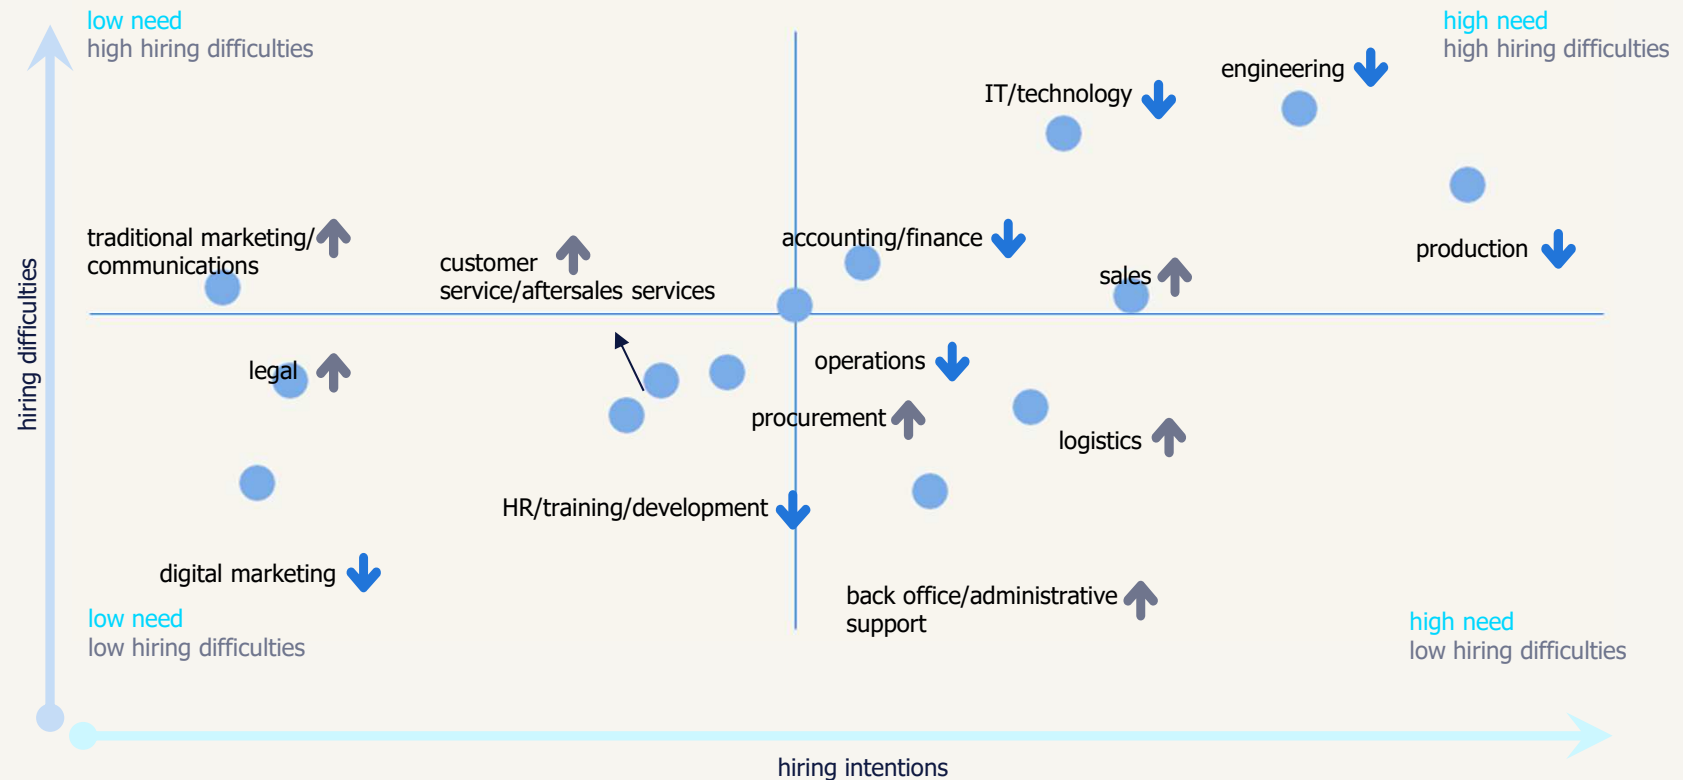 low need
high hiring difficulties
high need
high hiring difficulties
engineering
IT/technology
traditional marketing/
communications
customer
service/aftersales services
accounting/finance
sales
production
hiring difficulties
legal
operations
procurement
logistics
HR/training/development
digital marketing
back office/administrative
support
low need
low hiring difficulties
high need
low hiring difficulties
hiring intentions